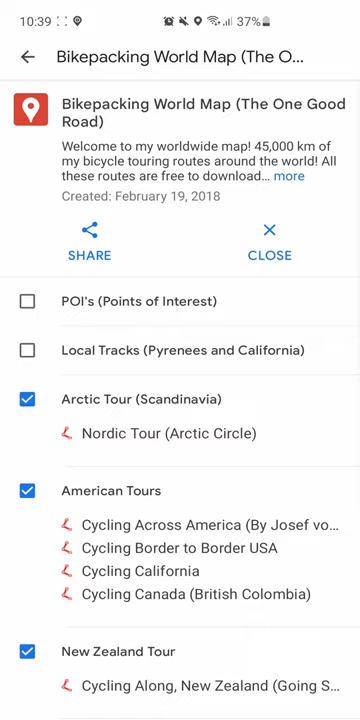 10:39
37%
Bikepacking World Map (The O...
Bikepacking World Map (The One Good
Road)
Welcome to my worldwide map! 45,000 km of
my bicycle touring routes around the world! All
these routes are free to download... more
Created: February 19, 2018
SHARE
CLOSE
POI's (Points of Interest)
Local Tracks (Pyrenees and California)
Arctic Tour (Scandinavia)
Nordic Tour (Arctic Circle)
American Tours
Cycling Across America (By Josef vo...
Cycling Border to Border USA
Cycling California
Cycling Canada (British Colombia)
New Zealand Tour
Cycling Along, New Zealand (Going S...